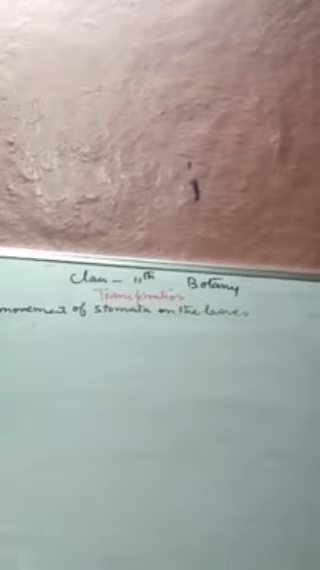 Class - 11th Botany
Transpiration
movement of stomata on the leaves